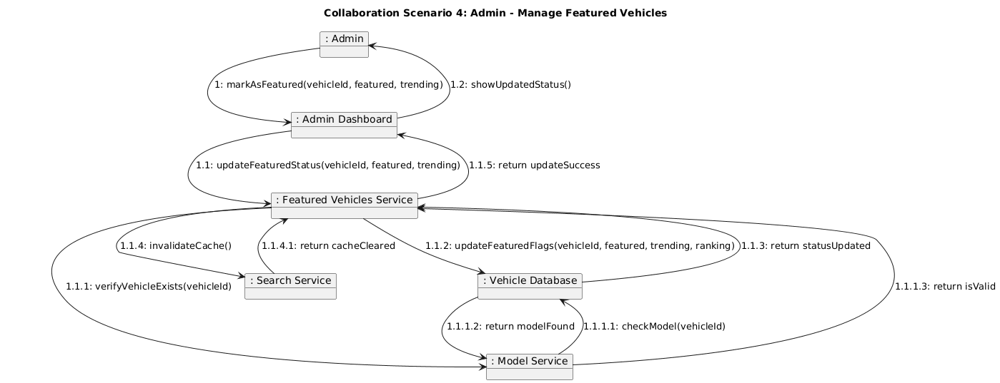 Collaboration Scenario 4: Admin - Manage Featured Vehicles
: Admin
1: markAsFeatured(vehicleId, featured, trending)
1.2: showUpdatedStatus()
: Admin Dashboard
1.1: updateFeaturedStatus(vehicleId, featured, trending)
1.1.5: return updateSuccess
: Featured Vehicles Service
1.1.4: invalidateCache()
1.1.4.1: return cacheCleared
1.1.2: updateFeaturedFlags(vehicleId, featured, trending, ranking)
1.1.3: return statusUpdated
: Search Service
: Vehicle Database
1.1.1: verifyVehicleExists(vehicleId)
1.1.1.3: return isValid
1.1.1.2: return modelFound
1.1.1.1: checkModel(vehicleId)
: Model Service